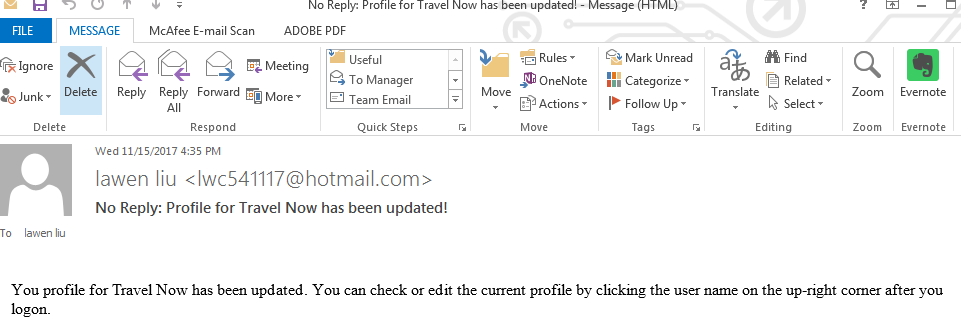 No Reply: Profile for Travel Now has been updated! - Message (HTML)
?
FILE MESSAGE McAfee E-mail Scan ADOBE PDF
Ignore
Junk
Delete
Reply
Reply All
Forward
Meeting
More
Useful
To Manager
Team Email
Move
Rules
OneNote
Actions
Mark Unread
Categorize
Follow Up
Translate
Find
Related
Select
Zoom
Evernote
Delete Respond Quick Steps Move Tags Editing Zoom Evernote
Wed 11/15/2017 4:35 PM
lawen liu <lwc541117@hotmail.com>
No Reply: Profile for Travel Now has been updated!
To lawen liu
You profile for Travel Now has been updated. You can check or edit the current profile by clicking the user name on the up-right corner after you
logon.